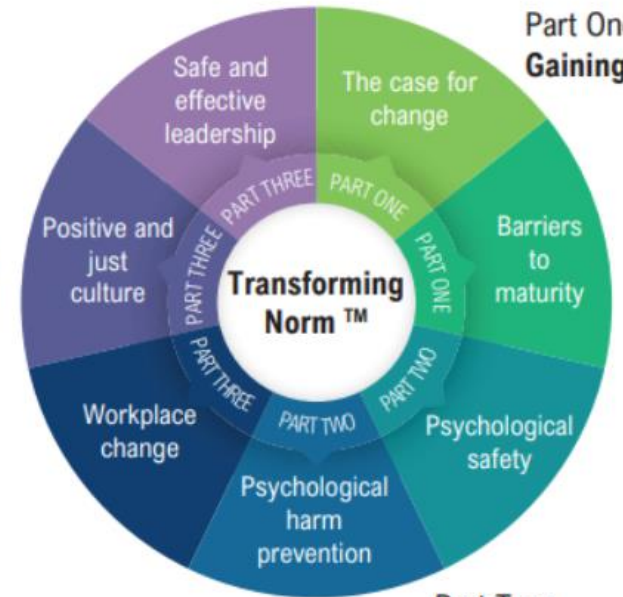 Part One
Gaining
Safe and
effective
leadership
The case for
change
PART THREE
PART ONE
Positive and
just
culture
PART THREE
Transforming
Norm ™
PART ONE
Barriers
to
maturity
Workplace
change
PART THREE
PART TWO
PART TWO
Psychological
safety
Psychological
harm
prevention